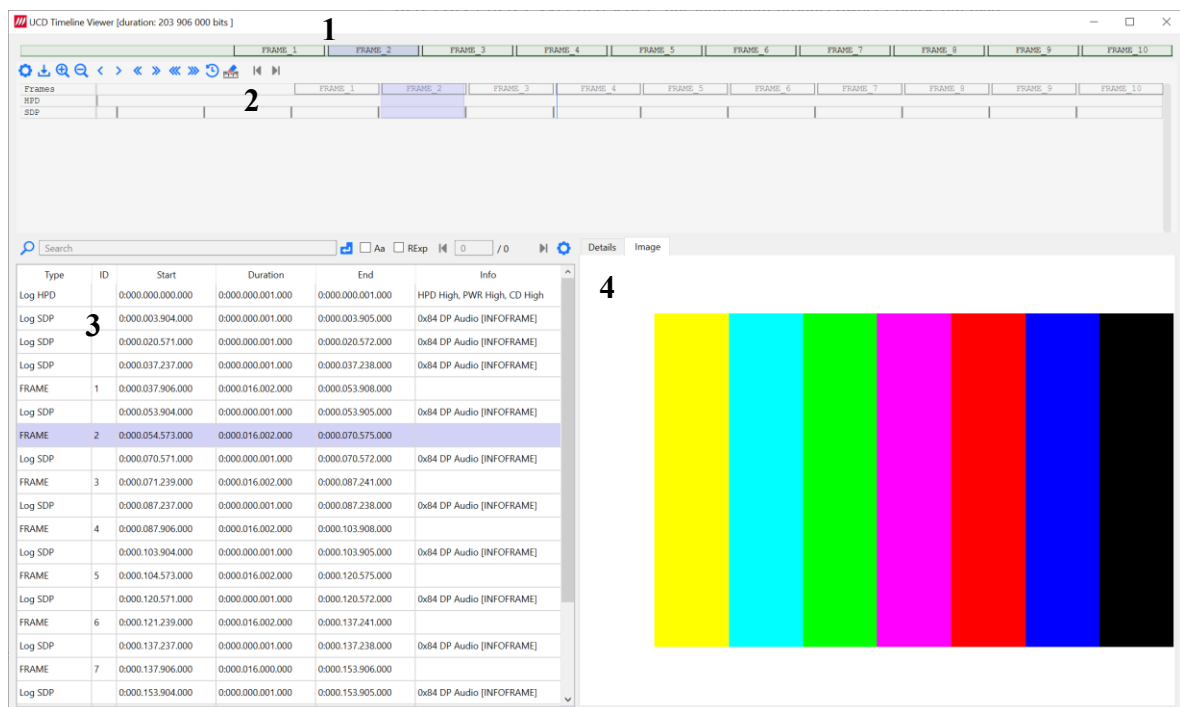 UCD Timeline Viewer [duration: 203 906 000 bits ]
1
FRAME_1 FRAME_2 FRAME_3 FRAME_4 FRAME_5 FRAME_6 FRAME_7 FRAME_8 FRAME_9 FRAME_10
2
Frames FRAME_1 FRAME_2 FRAME_3 FRAME_4 FRAME_5 FRAME_6 FRAME_7 FRAME_8 FRAME_9 FRAME_10
HPD
SDP
Search Aa RExp 0 / 0 Details Image
Type ID Start Duration End Info
Log HPD 0:000.000.000.000 0:000.000.001.000 0:000.000.001.000 HPD High, PWR High, CD High
4
Log SDP 0:000.003.904.000 0:000.000.001.000 0:000.003.905.000 0x84 DP Audio [INFOFRAME]
3
Log SDP 0:000.020.571.000 0:000.000.001.000 0:000.020.572.000 0x84 DP Audio [INFOFRAME]
Log SDP 0:000.037.237.000 0:000.000.001.000 0:000.037.238.000 0x84 DP Audio [INFOFRAME]
FRAME 1 0:000.037.906.000 0:000.016.002.000 0:000.053.908.000
Log SDP 0:000.053.904.000 0:000.000.001.000 0:000.053.905.000 0x84 DP Audio [INFOFRAME]
FRAME 2 0:000.054.573.000 0:000.016.002.000 0:000.070.575.000
Log SDP 0:000.070.571.000 0:000.000.001.000 0:000.070.572.000 0x84 DP Audio [INFOFRAME]
FRAME 3 0:000.071.239.000 0:000.016.002.000 0:000.087.241.000
Log SDP 0:000.087.237.000 0:000.000.001.000 0:000.087.238.000 0x84 DP Audio [INFOFRAME]
FRAME 4 0:000.087.906.000 0:000.016.002.000 0:000.103.908.000
Log SDP 0:000.103.904.000 0:000.000.001.000 0:000.103.905.000 0x84 DP Audio [INFOFRAME]
FRAME 5 0:000.104.573.000 0:000.016.002.000 0:000.120.575.000
Log SDP 0:000.120.571.000 0:000.000.001.000 0:000.120.572.000 0x84 DP Audio [INFOFRAME]
FRAME 6 0:000.121.239.000 0:000.016.002.000 0:000.137.241.000
Log SDP 0:000.137.237.000 0:000.000.001.000 0:000.137.238.000 0x84 DP Audio [INFOFRAME]
FRAME 7 0:000.137.906.000 0:000.016.000.000 0:000.153.906.000
Log SDP 0:000.153.904.000 0:000.000.001.000 0:000.153.905.000 0x84 DP Audio [INFOFRAME]